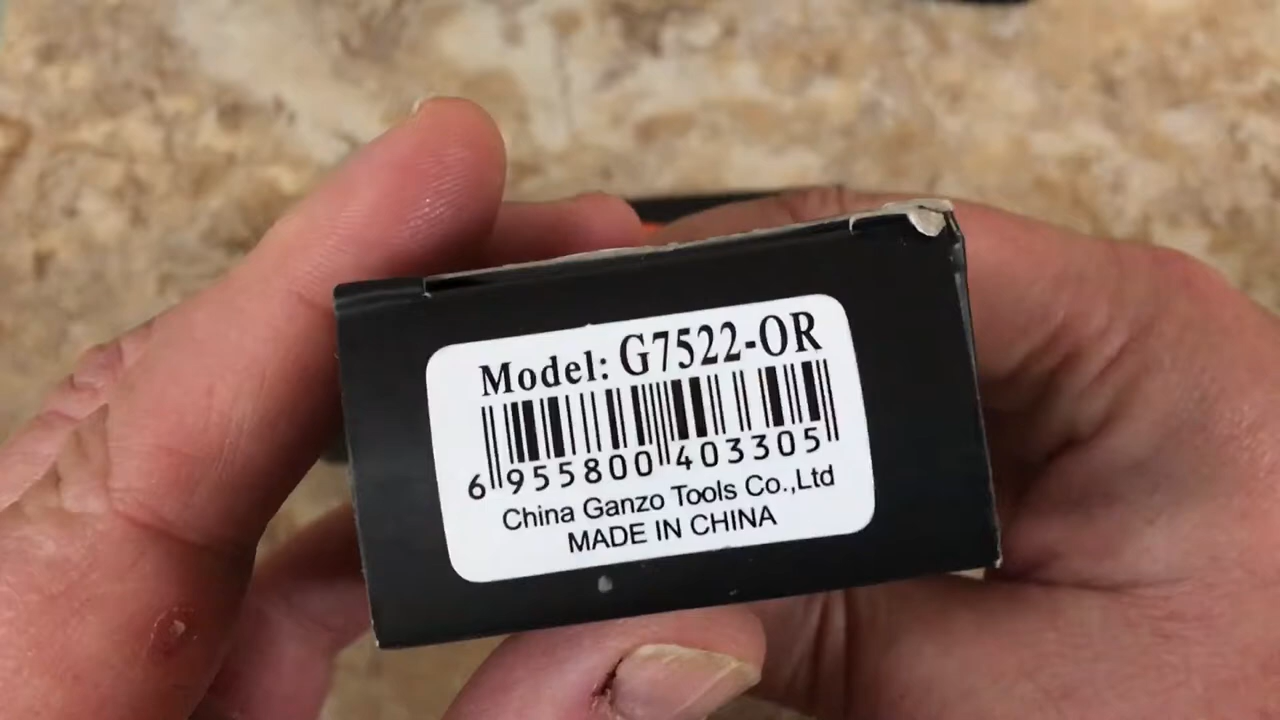 Model: G7522-OR
6 955800 403305
China Ganzo Tools Co.,Ltd
MADE IN CHINA